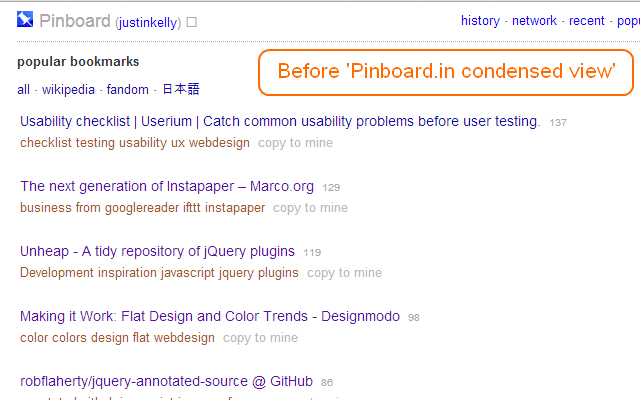 Pinboard (justinkelly)
history · network · recent · popu
popular bookmarks
Before 'Pinboard.in condensed view'
all · wikipedia · fandom · 日本語
Usability checklist | Userium | Catch common usability problems before user testing. 137
checklist testing usability ux webdesign copy to mine
The next generation of Instapaper – Marco.org 129
business from googlereader ifttt instapaper copy to mine
Unheap - A tidy repository of jQuery plugins 119
Development inspiration javascript jquery plugins copy to mine
Making it Work: Flat Design and Color Trends - Designmodo 98
color colors design flat webdesign copy to mine
robflaherty/jquery-annotated-source @ GitHub 86